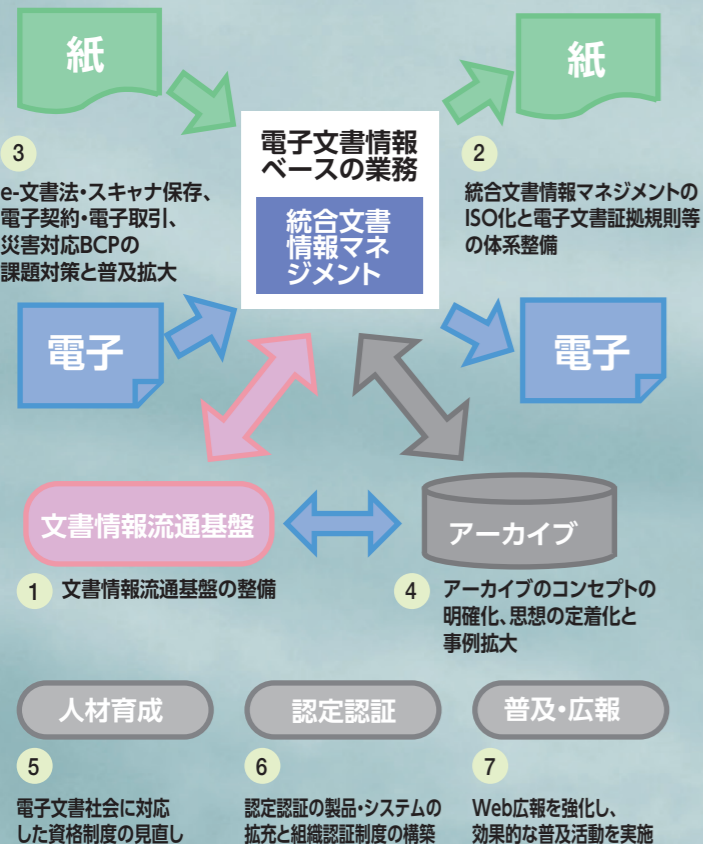 紙
紙
電子文書情報
ベースの業務
統合文書
情報マネ
ジメント
3
e-文書法・スキャナ保存、
電子契約・電子取引、
災害対応BCPの
課題対策と普及拡大
2
統合文書情報マネジメントの
ISO化と電子文書証拠規則等
の体系整備
電子
電子
文書情報流通基盤
アーカイブ
1 文書情報流通基盤の整備
4 アーカイブのコンセプトの
明確化、思想の定着化と
事例拡大
人材育成
認定認証
普及・広報
5
電子文書社会に対応
した資格制度の見直し
6
認定認証の製品・システムの
拡充と組織認証制度の構築
7
Web広報を強化し、
効果的な普及活動を実施